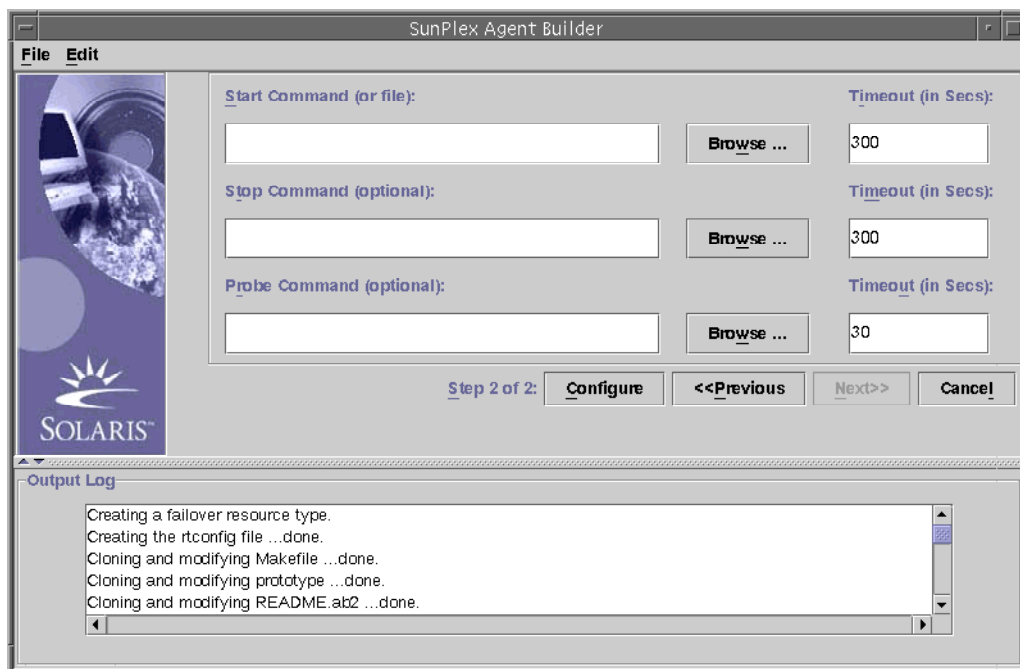 SunPlex Agent Builder
File Edit
Start Command (or file): Timeout (in Secs):
Browse ... 300
Stop Command (optional): Timeout (in Secs):
Browse ... 300
Probe Command (optional): Timeout (in Secs):
Browse ... 30
Step 2 of 2: Configure <<Previous Next>> Cancel
SOLARIS™
Output Log
Creating a failover resource type.
Creating the rtconfig file ...done.
Cloning and modifying Makefile ...done.
Cloning and modifying prototype ...done.
Cloning and modifying README.ab2 ...done.